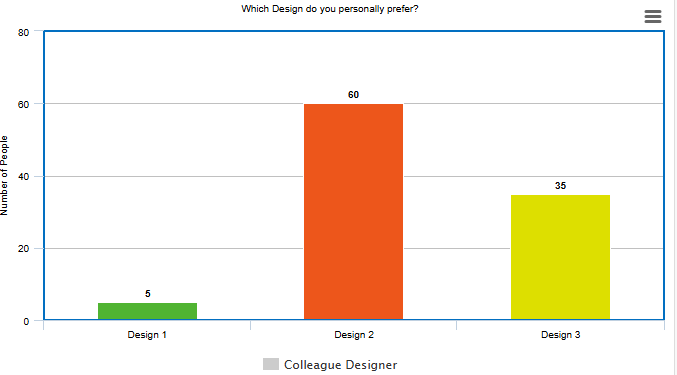 Which Design do you personally prefer?
80
60
40
20
0
Number of People
5
60
35
Design 1
Design 2
Design 3
Colleague Designer